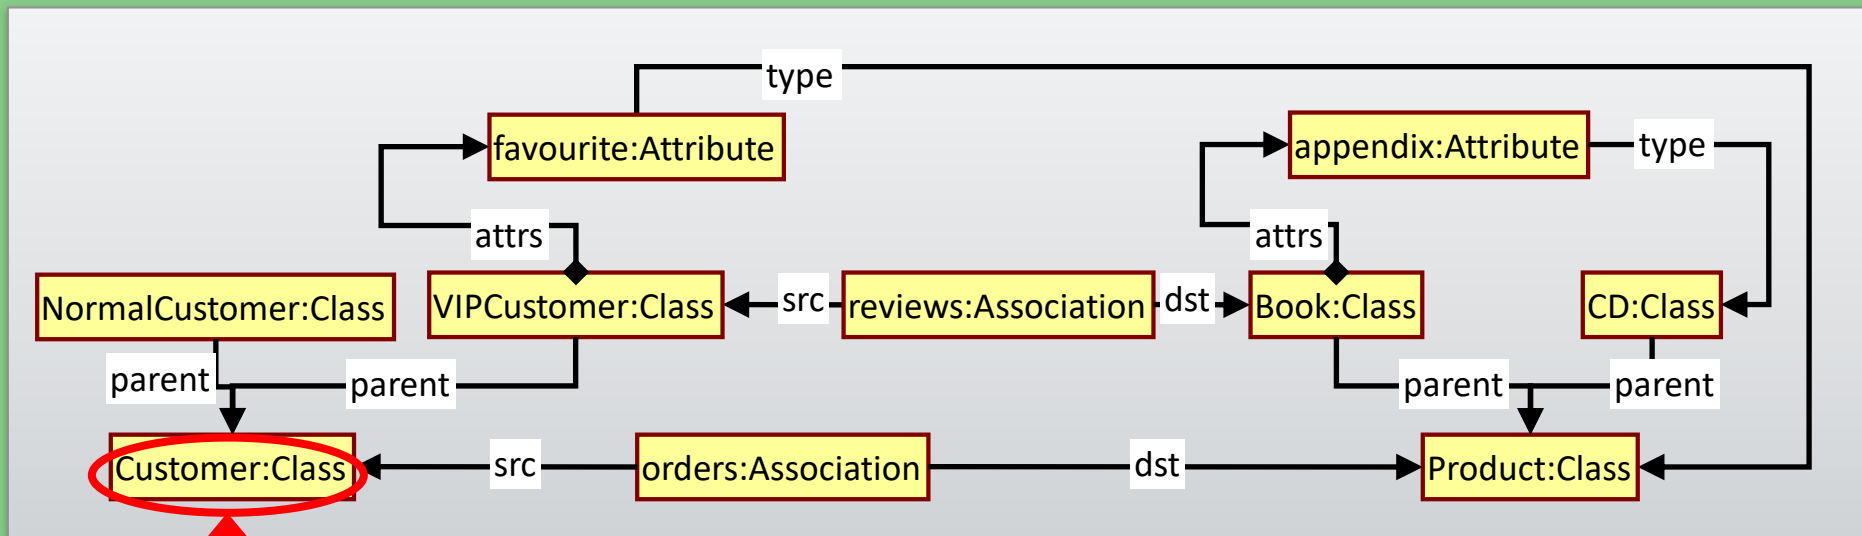 type
favourite:Attribute
appendix:Attribute
type
attrs
attrs
NormalCustomer:Class
VIPCustomer:Class
src
reviews:Association
dst
Book:Class
CD:Class
parent
parent
parent
parent
Customer:Class
src
orders:Association
dst
Product:Class